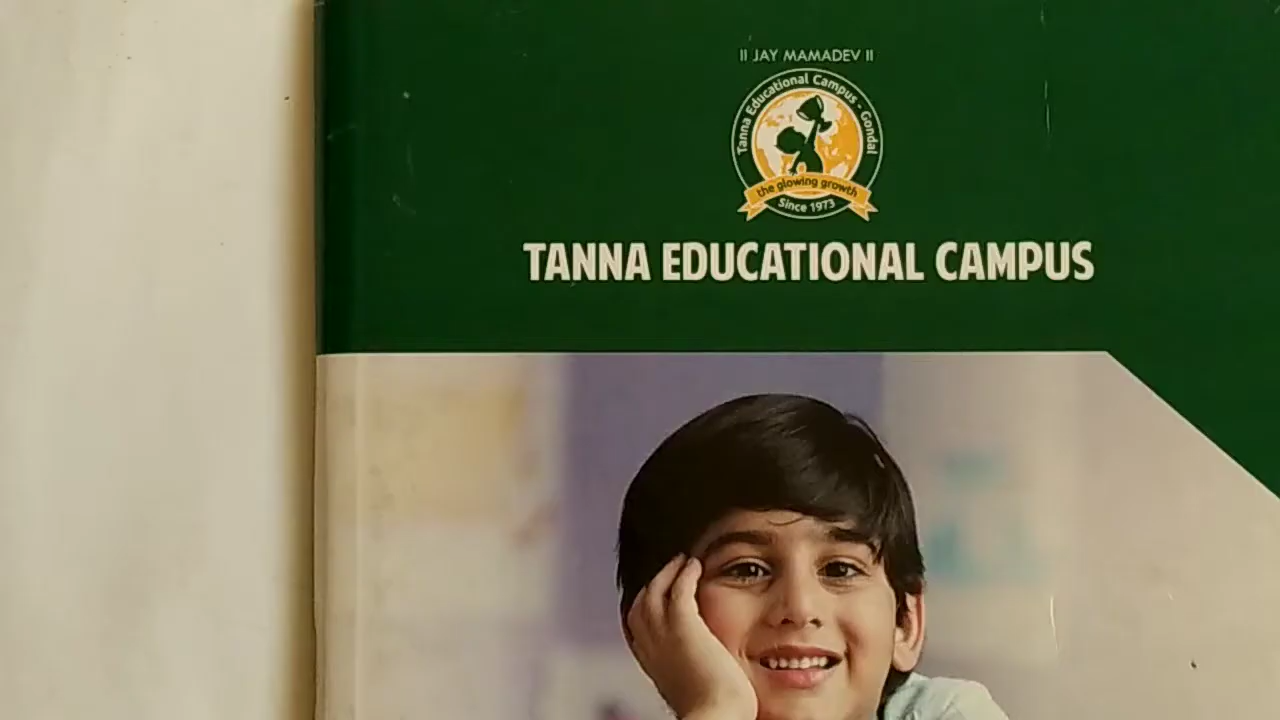 ॥ JAY MAMADEV ॥
Tanna Educational Campus - Gondal
the glowing growth
Since 1973
TANNA EDUCATIONAL CAMPUS